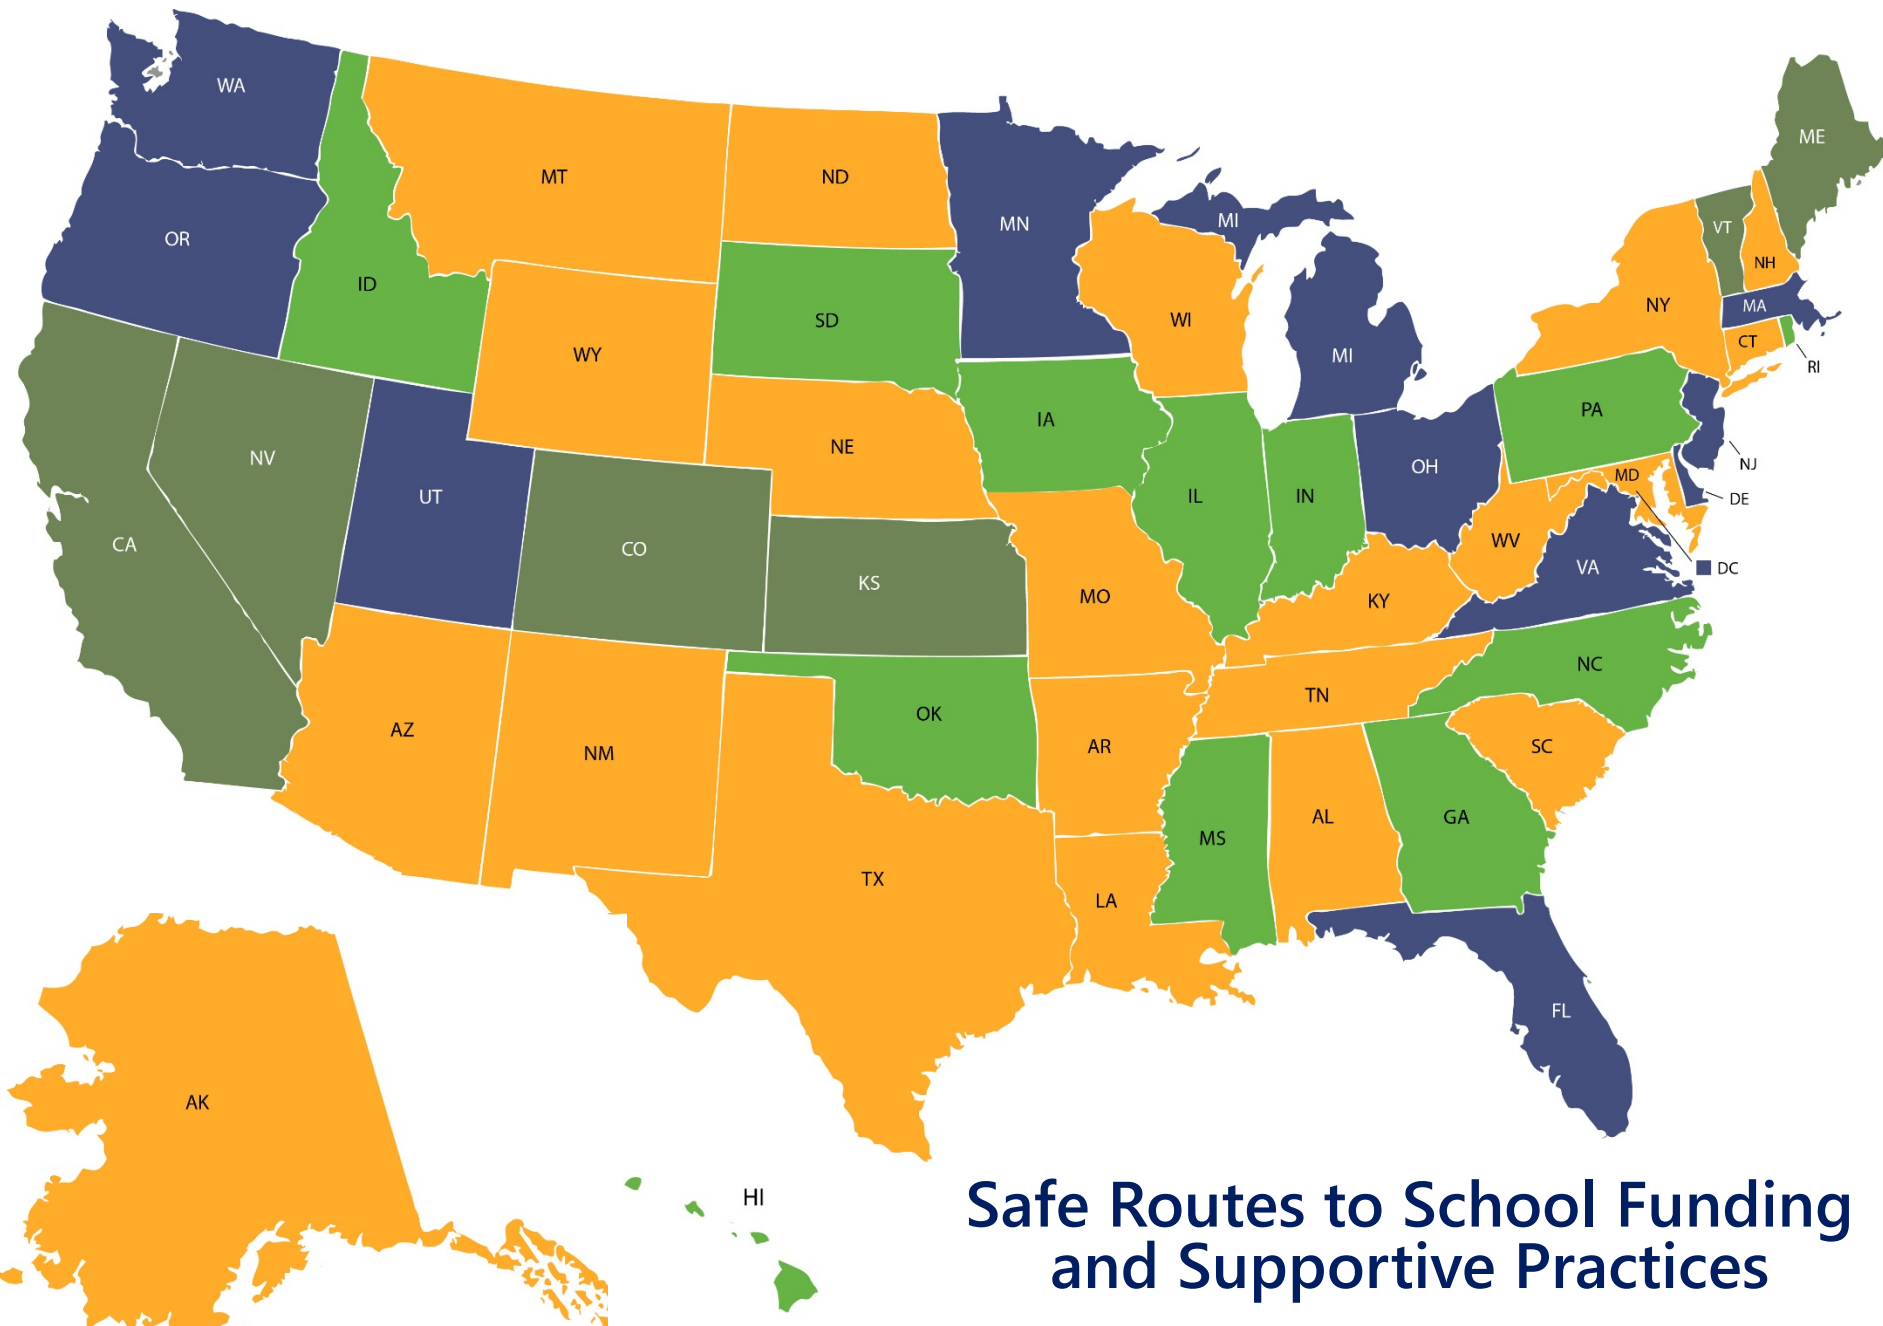 WA
ME
MT
ND
VT
MN
MI
OR
NH
ID
NY
MA
SD
WI
CT
WY
MI
RI
PA
IA
NE
NV
OH
NJ
MD
UT
IL
IN
DE
WV
CA
CO
VA
DC
KS
MO
KY
NC
TN
OK
AZ
AR
SC
NM
AL
GA
MS
TX
LA
FL
AK
HI
Safe Routes to School Funding
and Supportive Practices